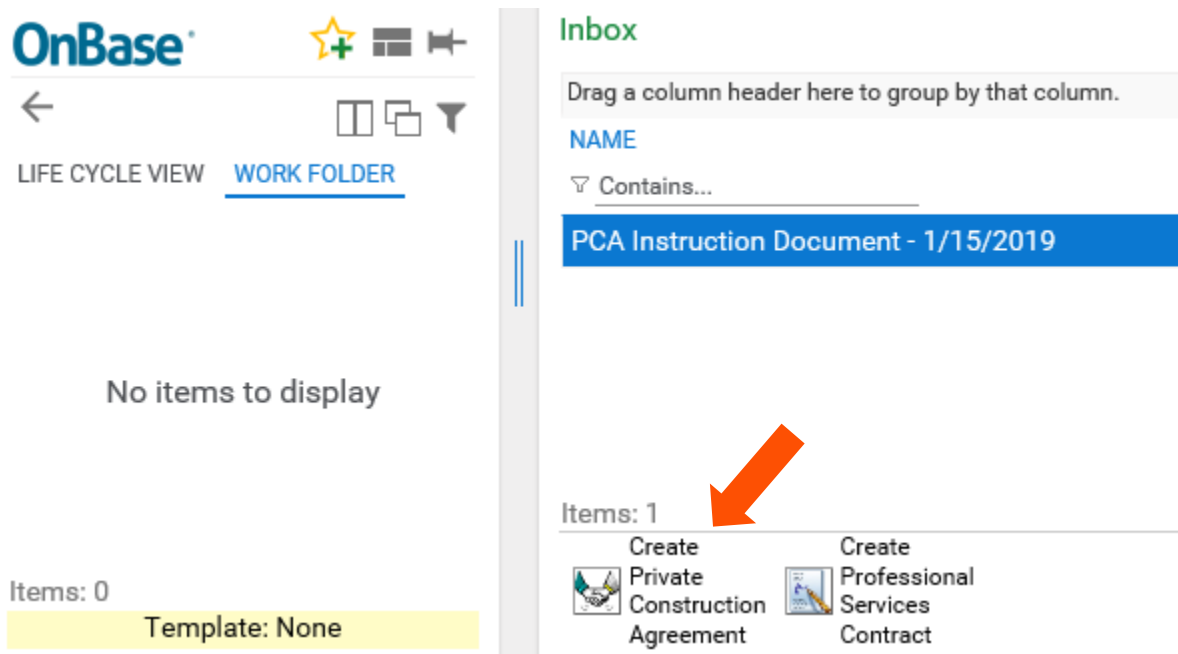 OnBase
LIFE CYCLE VIEW WORK FOLDER
No items to display
Items: 0
Template: None
Inbox
Drag a column header here to group by that column.
NAME
Contains...
PCA Instruction Document - 1/15/2019
Items: 1
Create
Private
Construction
Agreement
Create
Professional
Services
Contract